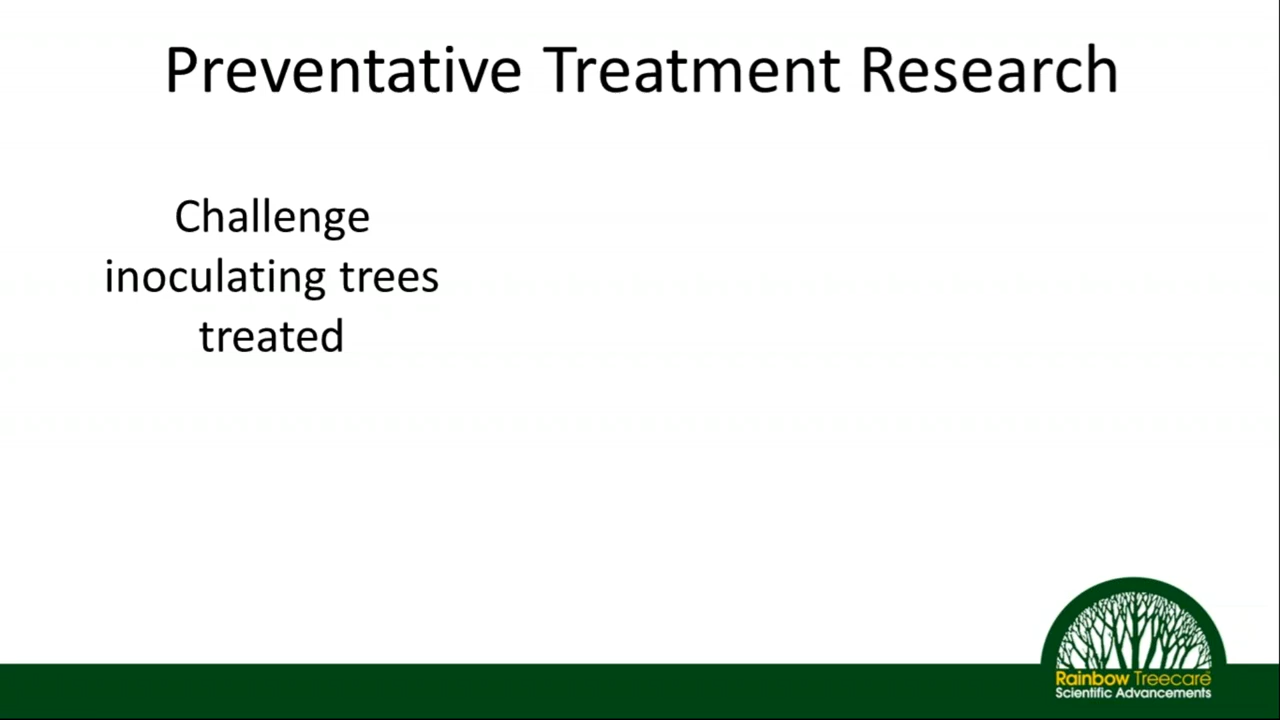 Preventative Treatment Research
Challenge
inoculating trees
treated
Rainbow Treecare
Scientific Advancements